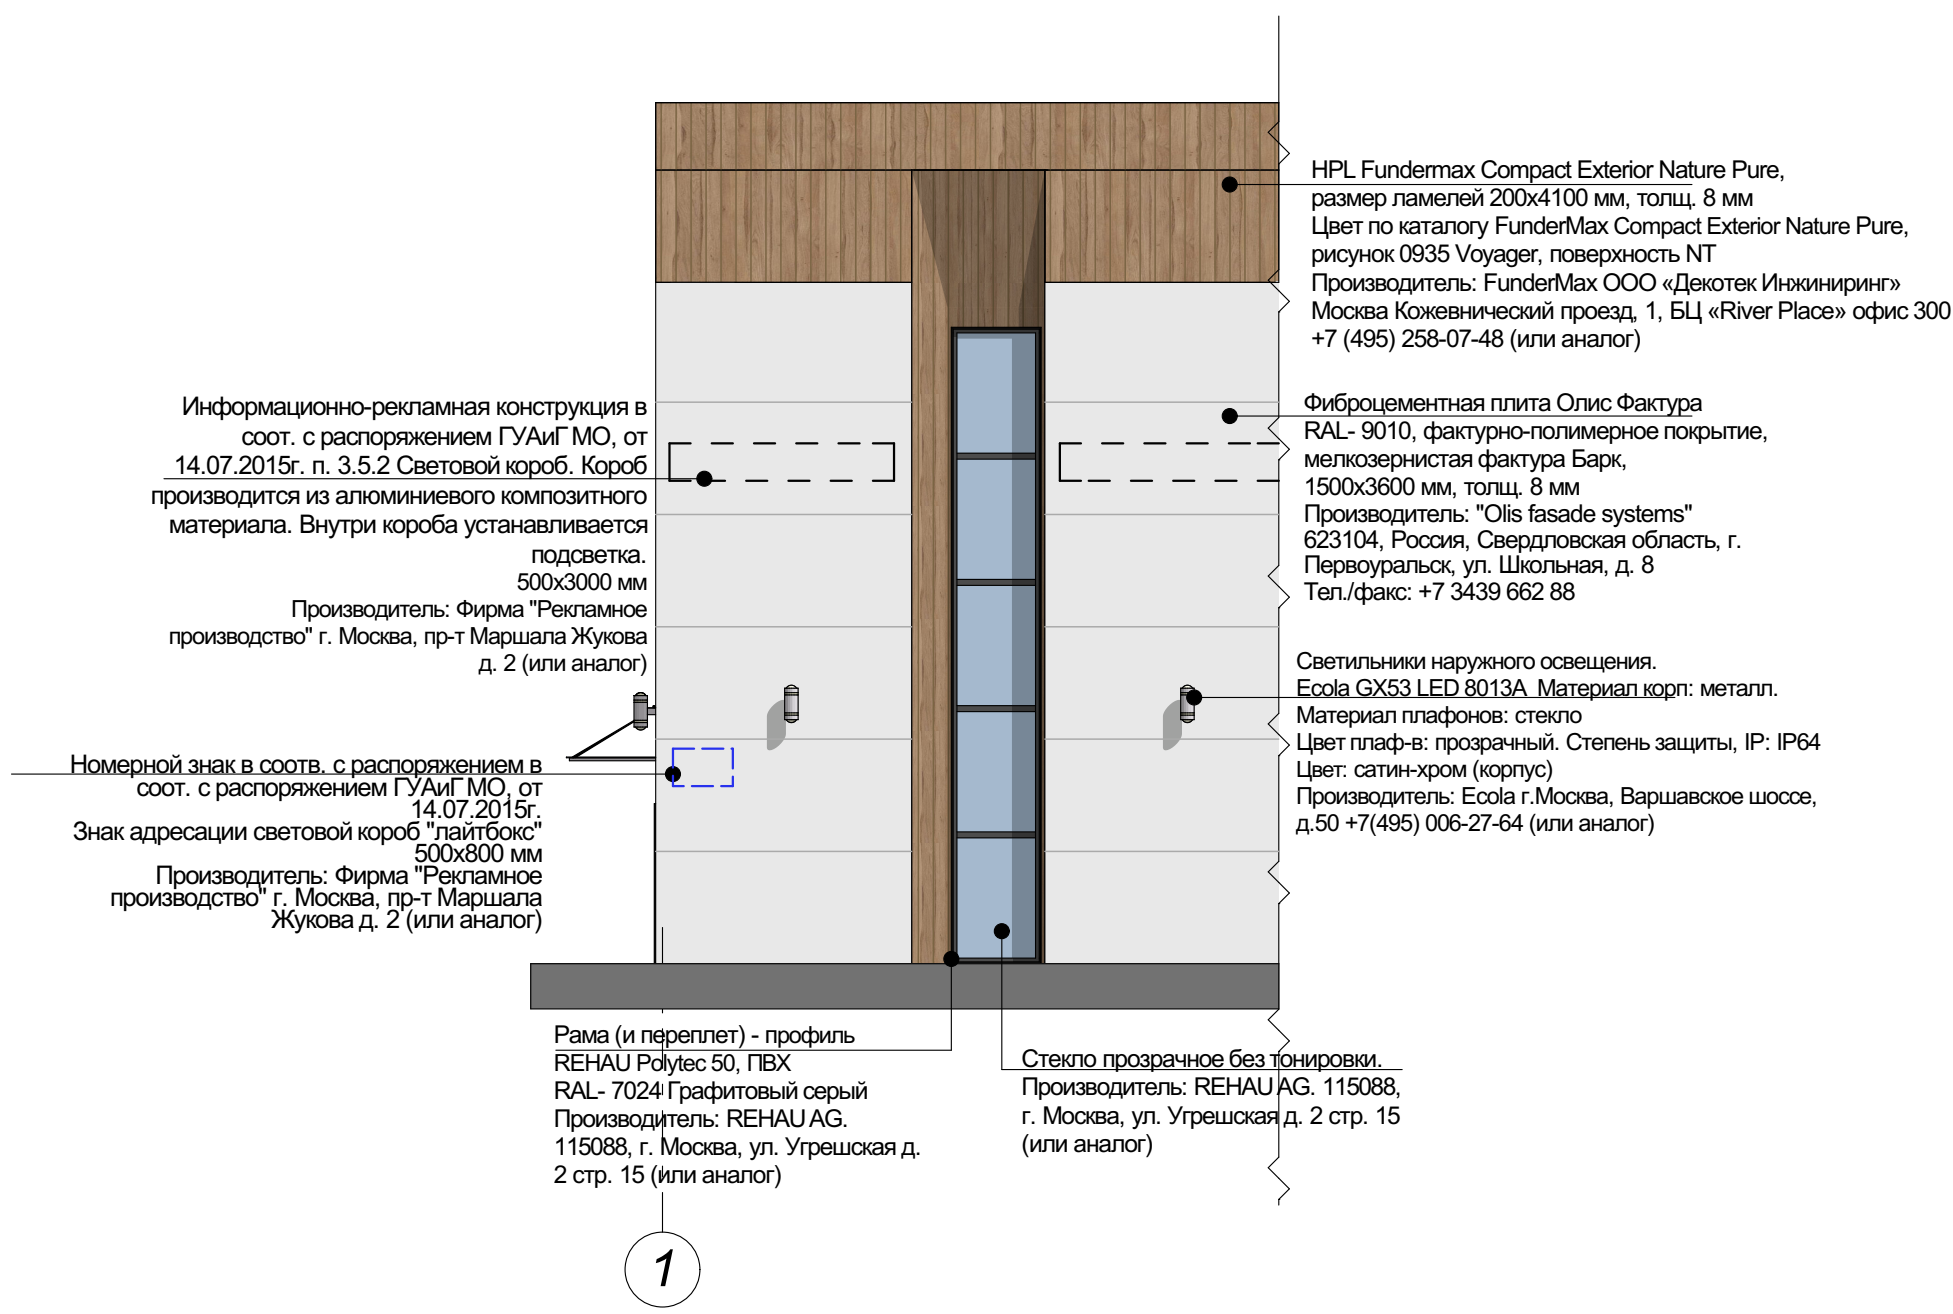 HPL Fundermax Compact Exterior Nature Pure,
размер ламелей 200x4100 мм, толщ. 8 мм
Цвет по каталогу FunderMax Compact Exterior Nature Pure,
рисунок 0935 Voyager, поверхность NT
Производитель: FunderMax ООО «Декотек Инжиниринг»
Москва Кожевнический проезд, 1, БЦ «River Place» офис 300
+7 (495) 258-07-48 (или аналог)
Информационно-рекламная конструкция в
соот. с распоряжением ГУАиГ МО, от
14.07.2015г. п. 3.5.2 Световой короб. Короб
производится из алюминиевого композитного
материала. Внутри короба устанавливается
подсветка.
500x3000 мм
Производитель: Фирма "Рекламное
производство" г. Москва, пр-т Маршала Жукова
д. 2 (или аналог)
Фиброцементная плита Олис Фактура
RAL- 9010, фактурно-полимерное покрытие,
мелкозернистая фактура Барк,
1500x3600 мм, толщ. 8 мм
Производитель: "Olis fasade systems"
623104, Россия, Свердловская область, г.
Первоуральск, ул. Школьная, д. 8
Тел./факс: +7 3439 662 88
Светильники наружного освещения.
Ecola GX53 LED 8013A Материал корп: металл.
Материал плафонов: стекло
Цвет плаф-в: прозрачный. Степень защиты, IP: IP64
Цвет: сатин-хром (корпус)
Производитель: Ecola г.Москва, Варшавское шоссе,
д.50 +7(495) 006-27-64 (или аналог)
Номерной знак в соотв. с распоряжением в
соот. с распоряжением ГУАиГ МО, от
14.07.2015г.
Знак адресации световой короб "лайтбокс"
500x800 мм
Производитель: Фирма "Рекламное
производство" г. Москва, пр-т Маршала
Жукова д. 2 (или аналог)
Рама (и переплет) - профиль
REHAU Polytec 50, ПВХ
RAL- 7024 Графитовый серый
Производитель: REHAU AG.
115088, г. Москва, ул. Угрешская д.
2 стр. 15 (или аналог)
Стекло прозрачное без тонировки.
Производитель: REHAU AG. 115088,
г. Москва, ул. Угрешская д. 2 стр. 15
(или аналог)
1